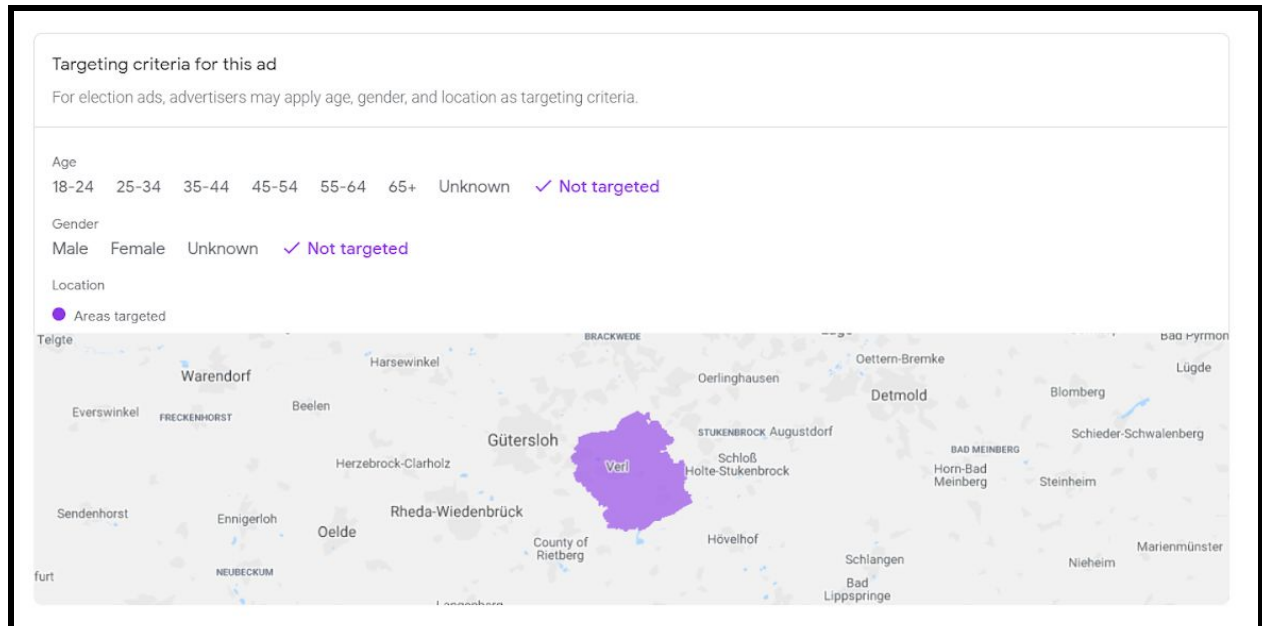 Targeting criteria for this ad
For election ads, advertisers may apply age, gender, and location as targeting criteria.
Age
18-24 25-34 35-44 45-54 55-64 65+ Unknown ✓ Not targeted
Gender
Male Female Unknown ✓ Not targeted
Location
Areas targeted
Telgte
BRACKWEDE
Bad Pyrmon
Harsewinkel
Oettern-Bremke
Lügde
Warendorf
Oerlinghausen
Detmold
Blomberg
Everswinkel
FRECKENHORST
Beelen
Gütersloh
STUKENBROCK
Augustdorf
Schieder-Schwalenberg
Herzebrock-Clarholz
Verl
Schloß
Holte-Stukenbrock
BAD MEINBERG
Horn-Bad
Meinberg
Steinheim
Sendenhorst
Ennigerloh
Oelde
Rheda-Wiedenbrück
County of
Rietberg
Hövelhof
Schlangen
Marienmünster
Nieheim
furt
NEUBECKUM
Bad
Lippspringe